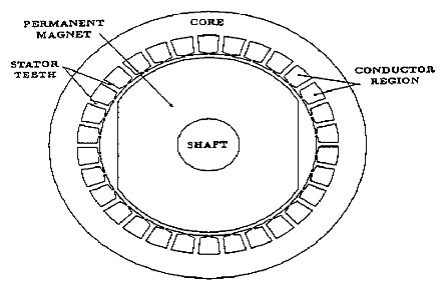 PERMANENT
MAGNET
CORE
STATOR
TEETH
CONDUCTOR
REGION
SHAFT